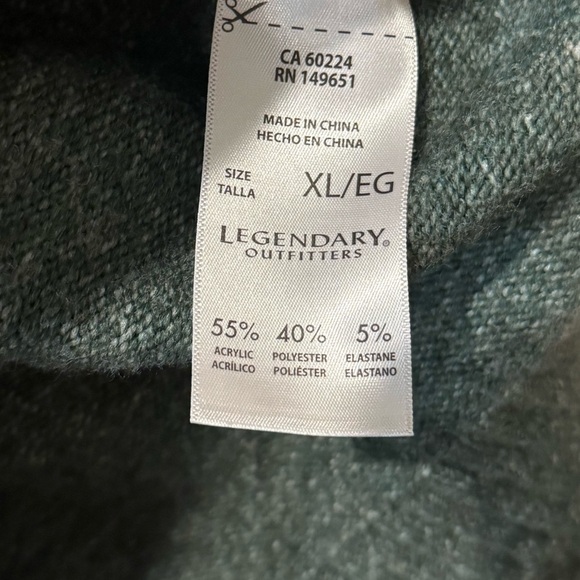 CA 60224
RN 149651
MADE IN CHINA
HECHO EN CHINA
SIZE
TALLA
XL/EG
LEGENDARY®
OUTFITTERS
55% 40% 5%
ACRYLIC POLYESTER ELASTANE
ACRÍLICO POLIÉSTER ELASTANO